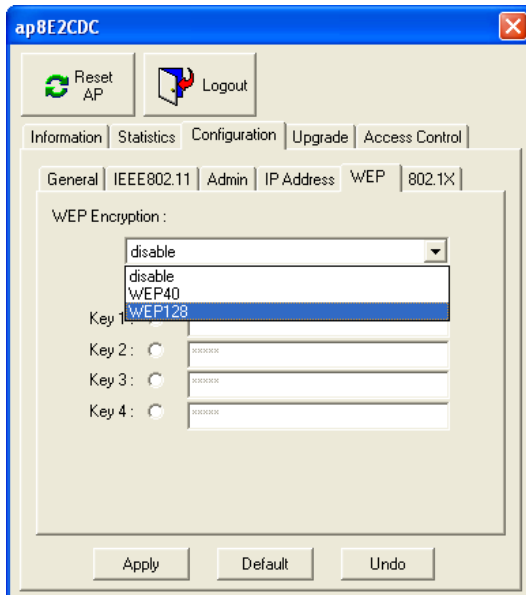 ap8E2CDC
Reset AP
Logout
Information Statistics Configuration Upgrade Access Control
General IEEE802.11 Admin IP Address WEP 802.1X
WEP Encryption :
disable
disable
WEP40
WEP128
Key 1 :
Key 2 : *****
Key 3 : *****
Key 4 : *****
Apply Default Undo